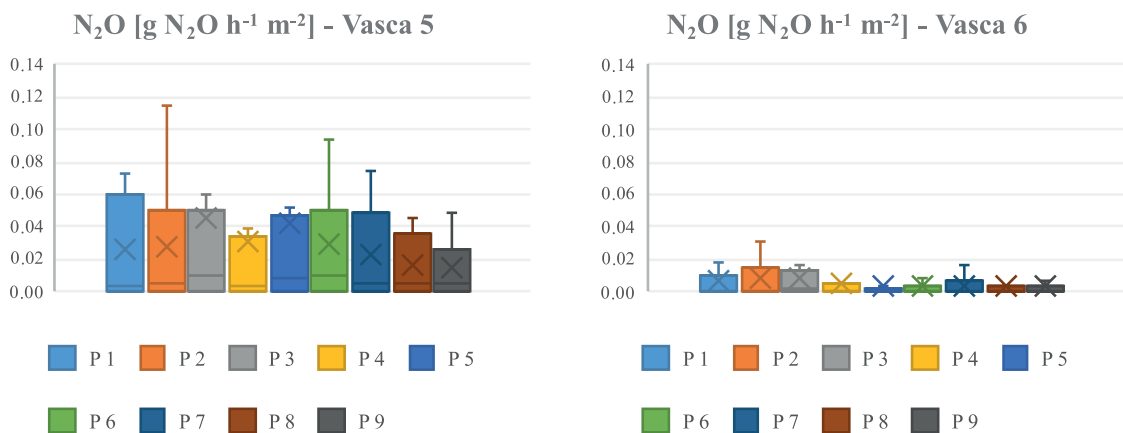 N₂O [g N₂O h⁻¹ m⁻²] - Vasca 5
0.14
0.12
0.10
0.08
0.06
0.04
0.02
0.00
P 1 P 2 P 3 P 4 P 5
P 6 P 7 P 8 P 9
N₂O [g N₂O h⁻¹ m⁻²] - Vasca 6
0.14
0.12
0.10
0.08
0.06
0.04
0.02
0.00
P 1 P 2 P 3 P 4 P 5
P 6 P 7 P 8 P 9